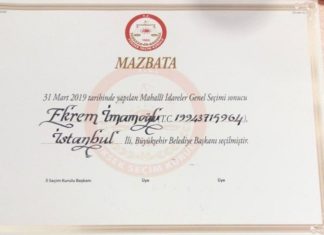 MAZBATA
31 Mart 2019 tarihinde yapılan Mahalli İdareler Genel Seçimi sonucu
Ekrem İmamoğlu (T.C. 19943715964),
İstanbul İli, Büyükşehir Belediye Başkanı seçilmiştir.
İl Seçim Kurulu Başkanı Üye Üye